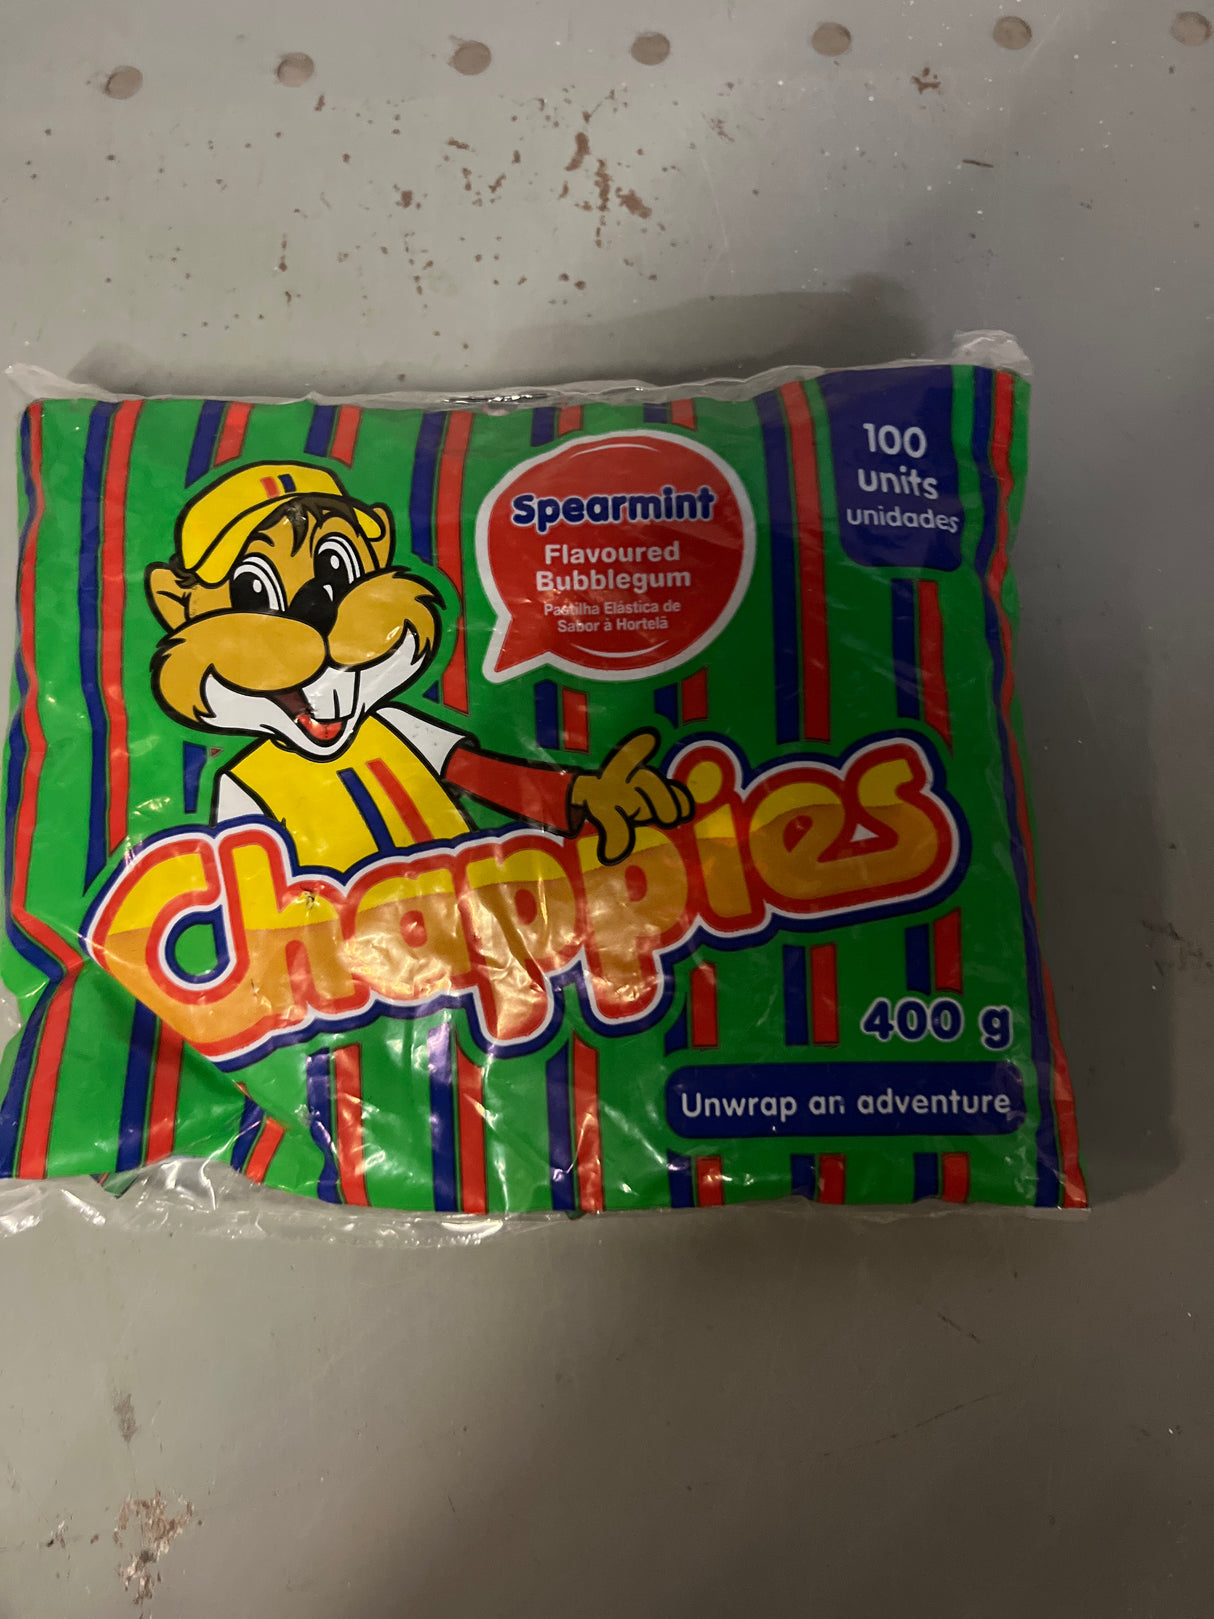 100
units
unidades
Spearmint
Flavoured
Bubblegum
Pastilha Elástica de
Sabor à Hortelã
Chappies
400 g
Unwrap an adventure